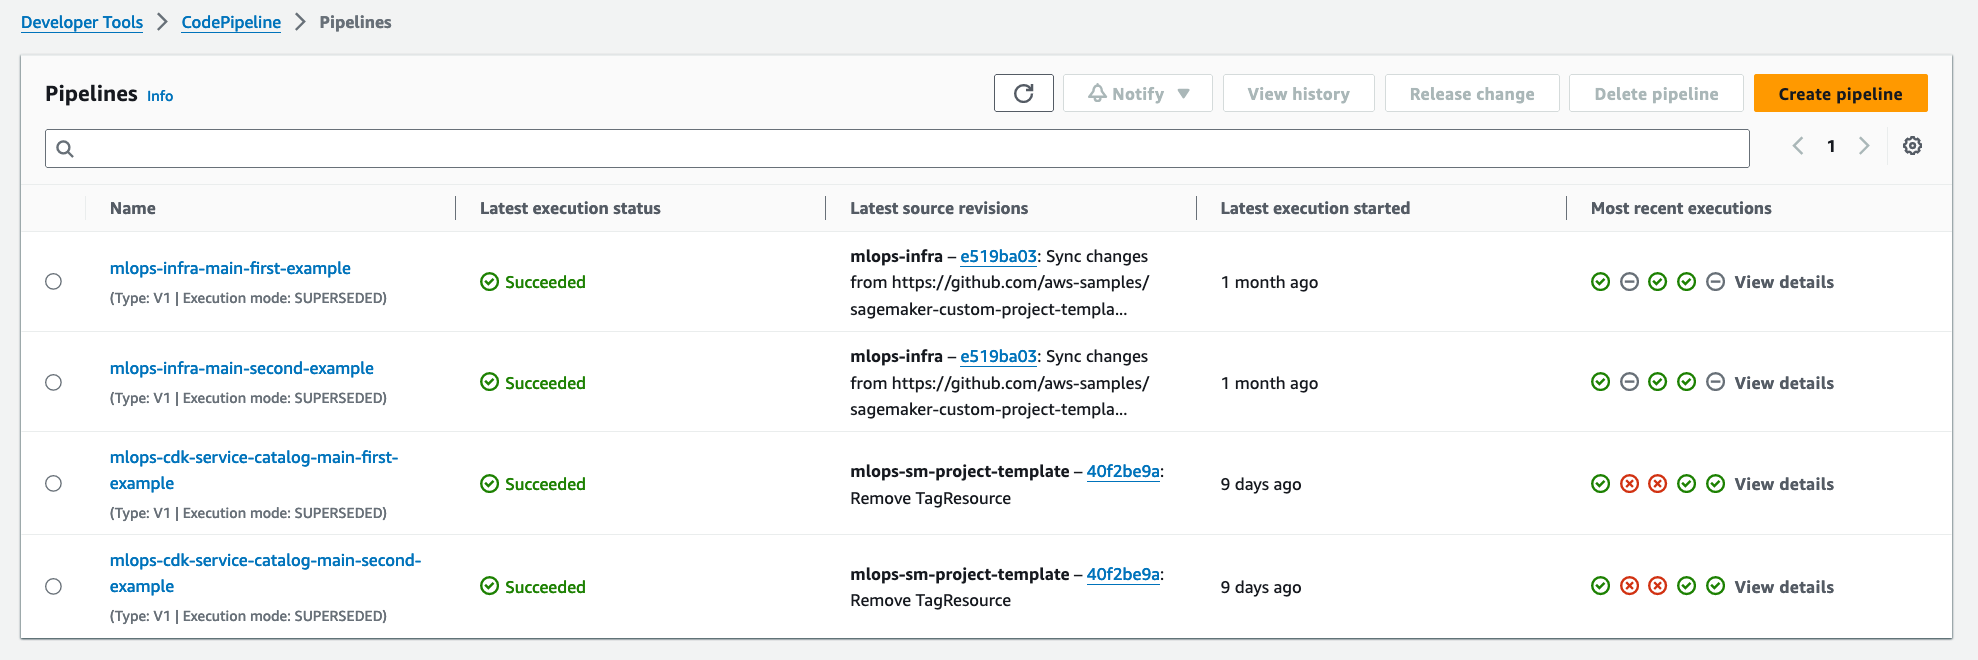 Developer Tools > CodePipeline > Pipelines
Pipelines Info
Notify
View history
Release change
Delete pipeline
Create pipeline
1
Name
Latest execution status
Latest source revisions
Latest execution started
Most recent executions
mlops-infra-main-first-example
(Type: V1 | Execution mode: SUPERSEDED)
Succeeded
mlops-infra – e519ba03: Sync changes
from https://github.com/aws-samples/
sagemaker-custom-project-templa...
1 month ago
View details
mlops-infra-main-second-example
(Type: V1 | Execution mode: SUPERSEDED)
Succeeded
mlops-infra – e519ba03: Sync changes
from https://github.com/aws-samples/
sagemaker-custom-project-templa...
1 month ago
View details
mlops-cdk-service-catalog-main-first-
example
(Type: V1 | Execution mode: SUPERSEDED)
Succeeded
mlops-sm-project-template – 40f2be9a:
Remove TagResource
9 days ago
View details
mlops-cdk-service-catalog-main-second-
example
(Type: V1 | Execution mode: SUPERSEDED)
Succeeded
mlops-sm-project-template – 40f2be9a:
Remove TagResource
9 days ago
View details